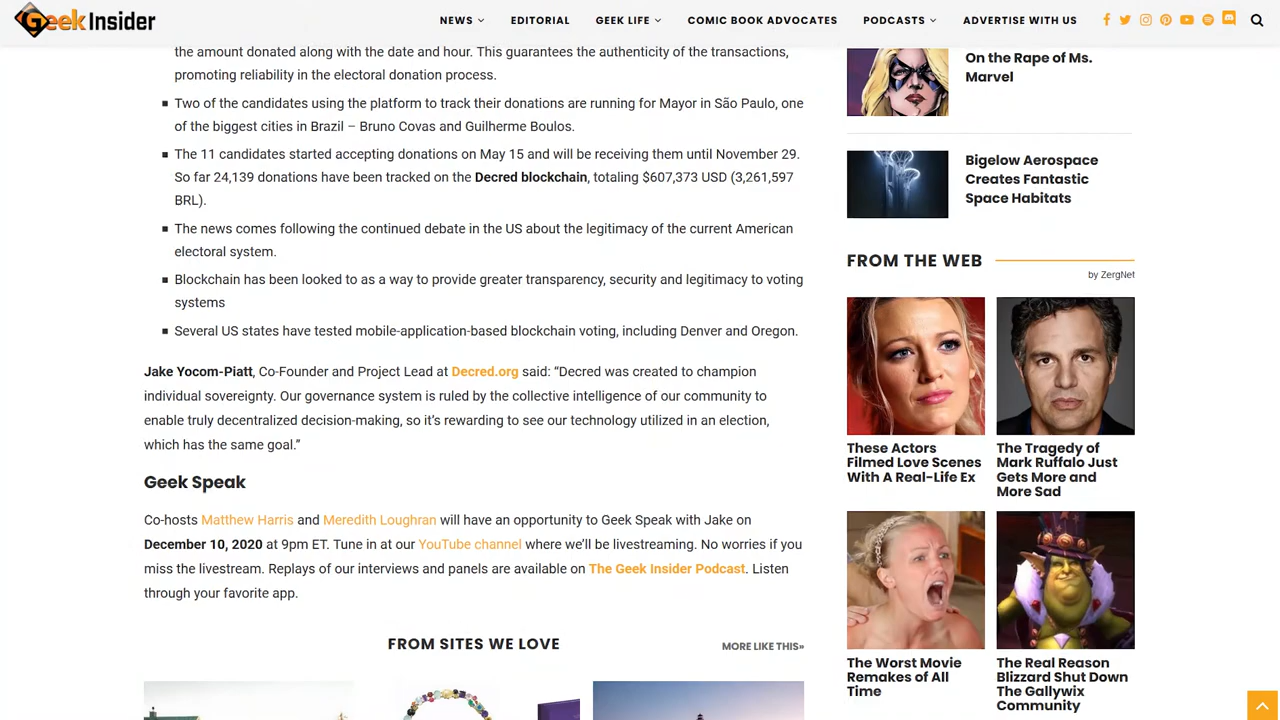 Geek Insider
NEWS
EDITORIAL
GEEK LIFE
COMIC BOOK ADVOCATES
PODCASTS
ADVERTISE WITH US
the amount donated along with the date and hour. This guarantees the authenticity of the transactions,
promoting reliability in the electoral donation process.
Two of the candidates using the platform to track their donations are running for Mayor in São Paulo, one
of the biggest cities in Brazil – Bruno Covas and Guilherme Boulos.
The 11 candidates started accepting donations on May 15 and will be receiving them until November 29.
So far 24,139 donations have been tracked on the Decred blockchain, totaling $607,373 USD (3,261,597
BRL).
The news comes following the continued debate in the US about the legitimacy of the current American
electoral system.
Blockchain has been looked to as a way to provide greater transparency, security and legitimacy to voting
systems
Several US states have tested mobile-application-based blockchain voting, including Denver and Oregon.
Jake Yocom-Piatt, Co-Founder and Project Lead at Decred.org said: “Decred was created to champion
individual sovereignty. Our governance system is ruled by the collective intelligence of our community to
enable truly decentralized decision-making, so it’s rewarding to see our technology utilized in an election,
which has the same goal.”
Geek Speak
Co-hosts Matthew Harris and Meredith Loughran will have an opportunity to Geek Speak with Jake on
December 10, 2020 at 9pm ET. Tune in at our YouTube channel where we’ll be livestreaming. No worries if you
miss the livestream. Replays of our interviews and panels are available on The Geek Insider Podcast. Listen
through your favorite app.
FROM SITES WE LOVE
MORE LIKE THIS»
On the Rape of Ms.
Marvel
Bigelow Aerospace
Creates Fantastic
Space Habitats
FROM THE WEB
by ZergNet
These Actors
Filmed Love Scenes
With A Real-Life Ex
The Tragedy of
Mark Ruffalo Just
Gets More and
More Sad
The Worst Movie
Remakes of All
Time
The Real Reason
Blizzard Shut Down
The Gallywix
Community